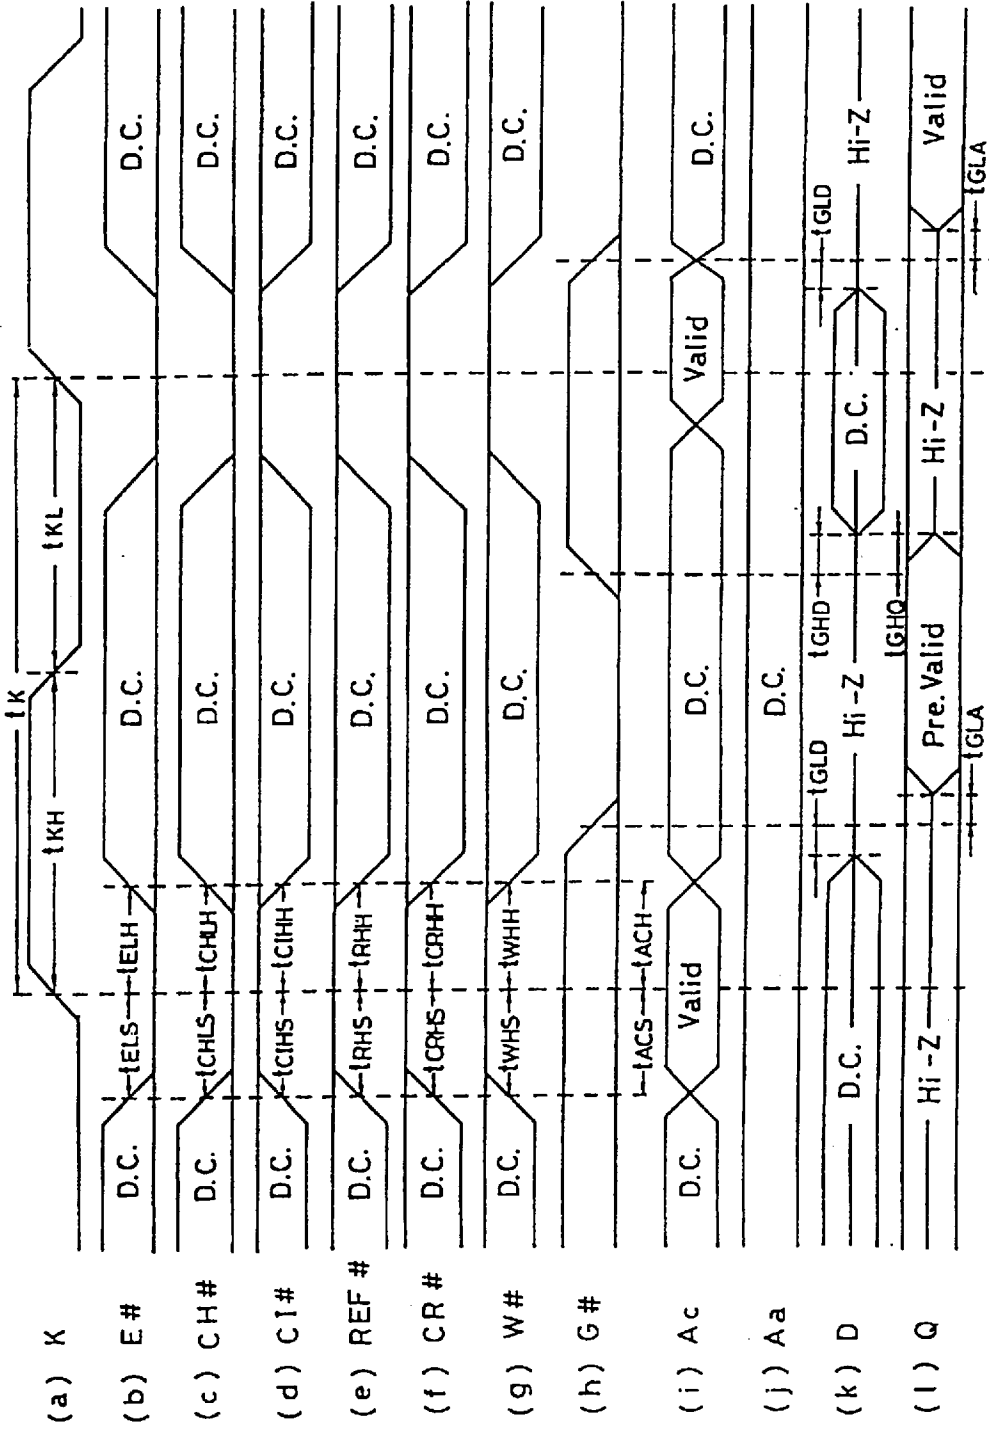 tK
(a) K tKH tKL
(b) E# D.C. tELS tELH D.C. D.C.
(c) CH# D.C. tCHLS tCHLH D.C. D.C.
(d) CI# D.C. tCIHS tCIHH D.C. D.C.
(e) REF# D.C. tRHS tRHH D.C. D.C.
(f) CR# D.C. tCRHS tCRHH D.C. D.C.
(g) W# D.C. tWHS tWHH D.C. D.C.
(h) G#
tACS tACH
(i) Ac D.C. Valid D.C. Valid D.C.
(j) Aa D.C.
tGLD tGHD tGLD
(k) D D.C. Hi-Z D.C. Hi-Z
tGHQ
(l) Q Hi-Z Pre.Valid Hi-Z Valid
tGLA tGLA